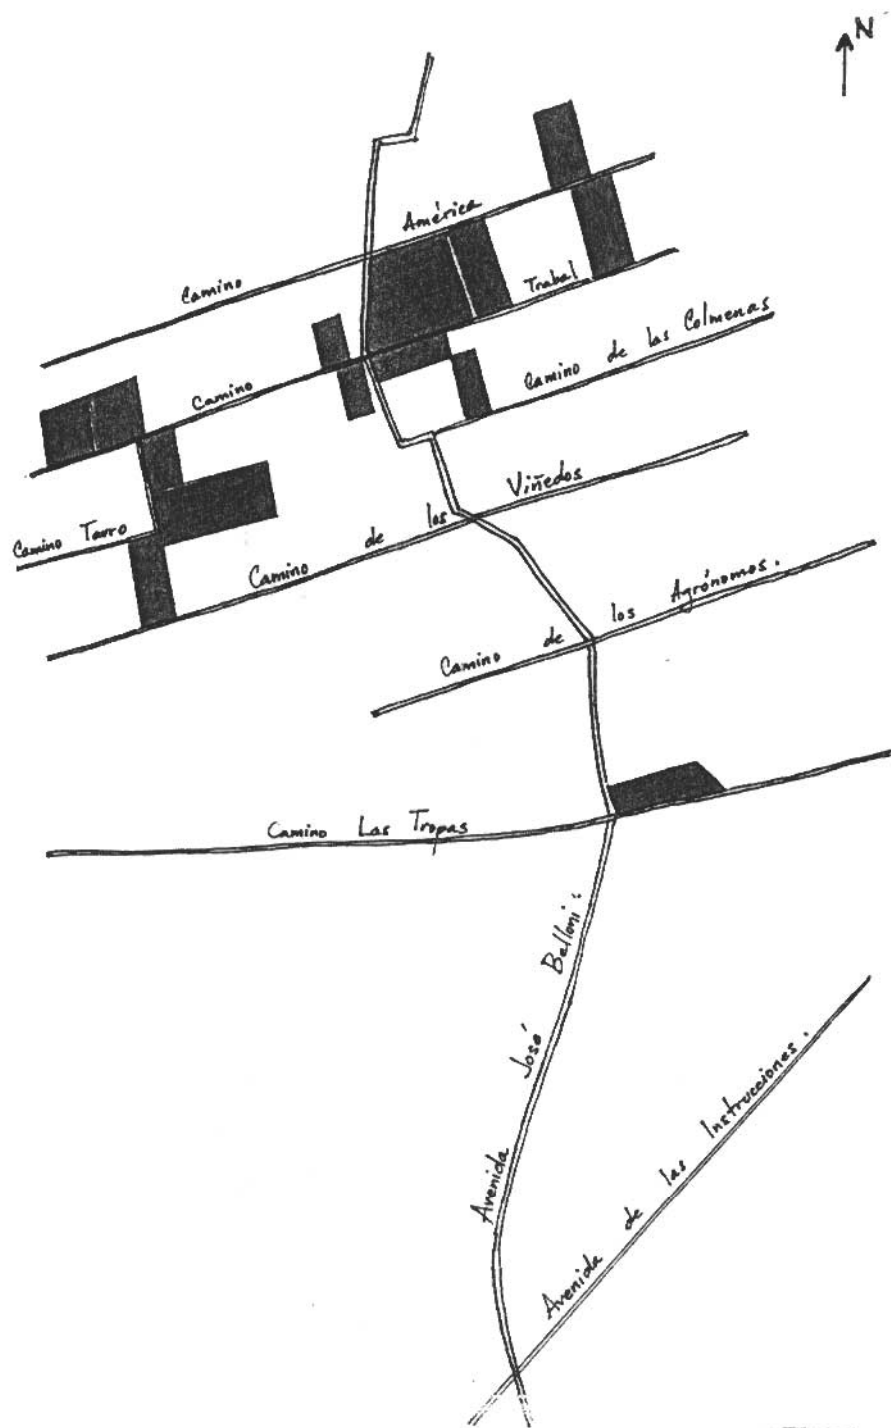 N
Camino América
Camino Trabal
Camino de las Colmenas
Camino Tarro
Camino de los Viñedos
Camino de los Agrónomos.
Camino Las Tropas
Avenida José Belloni.
Avenida de las Instrucciones.